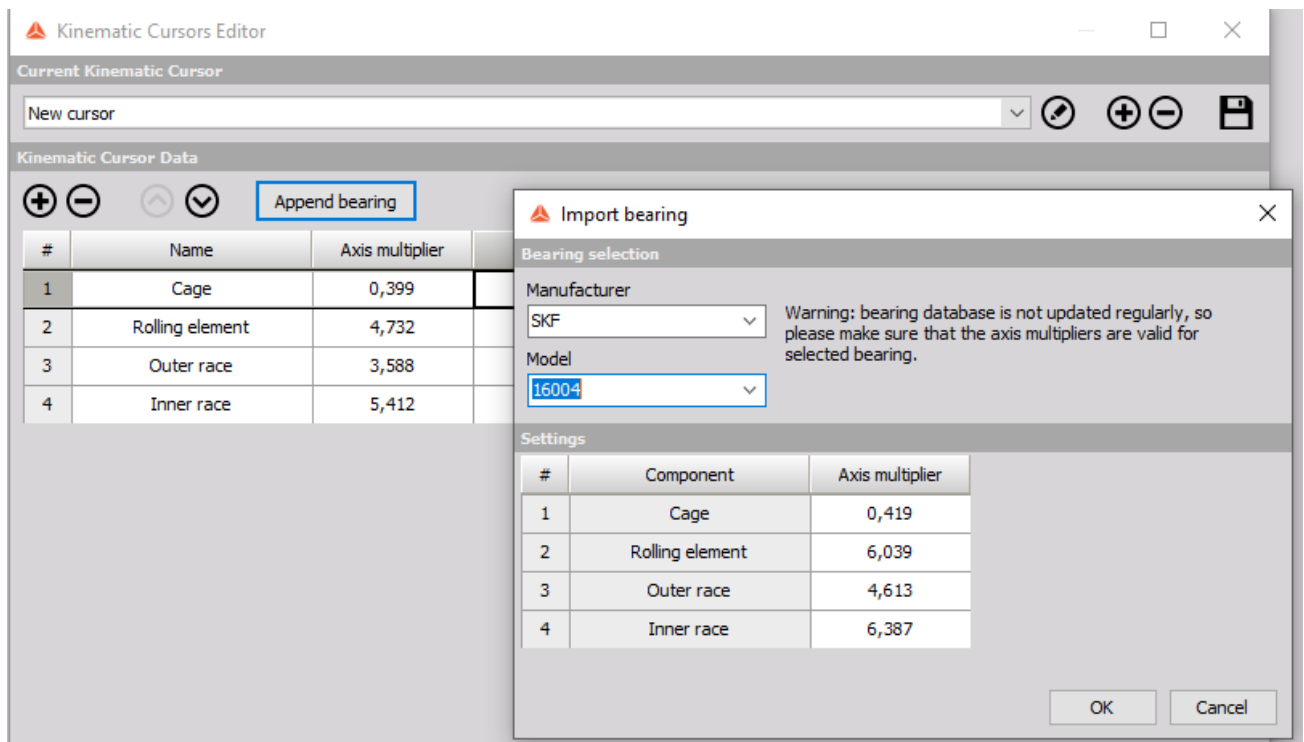 Kinematic Cursors Editor
Current Kinematic Cursor
New cursor
Kinematic Cursor Data
Append bearing
# Name Axis multiplier
1 Cage 0,399
2 Rolling element 4,732
3 Outer race 3,588
4 Inner race 5,412
Import bearing
Bearing selection
Manufacturer
SKF
Warning: bearing database is not updated regularly, so
please make sure that the axis multipliers are valid for
selected bearing.
Model
16004
Settings
# Component Axis multiplier
1 Cage 0,419
2 Rolling element 6,039
3 Outer race 4,613
4 Inner race 6,387
OK Cancel